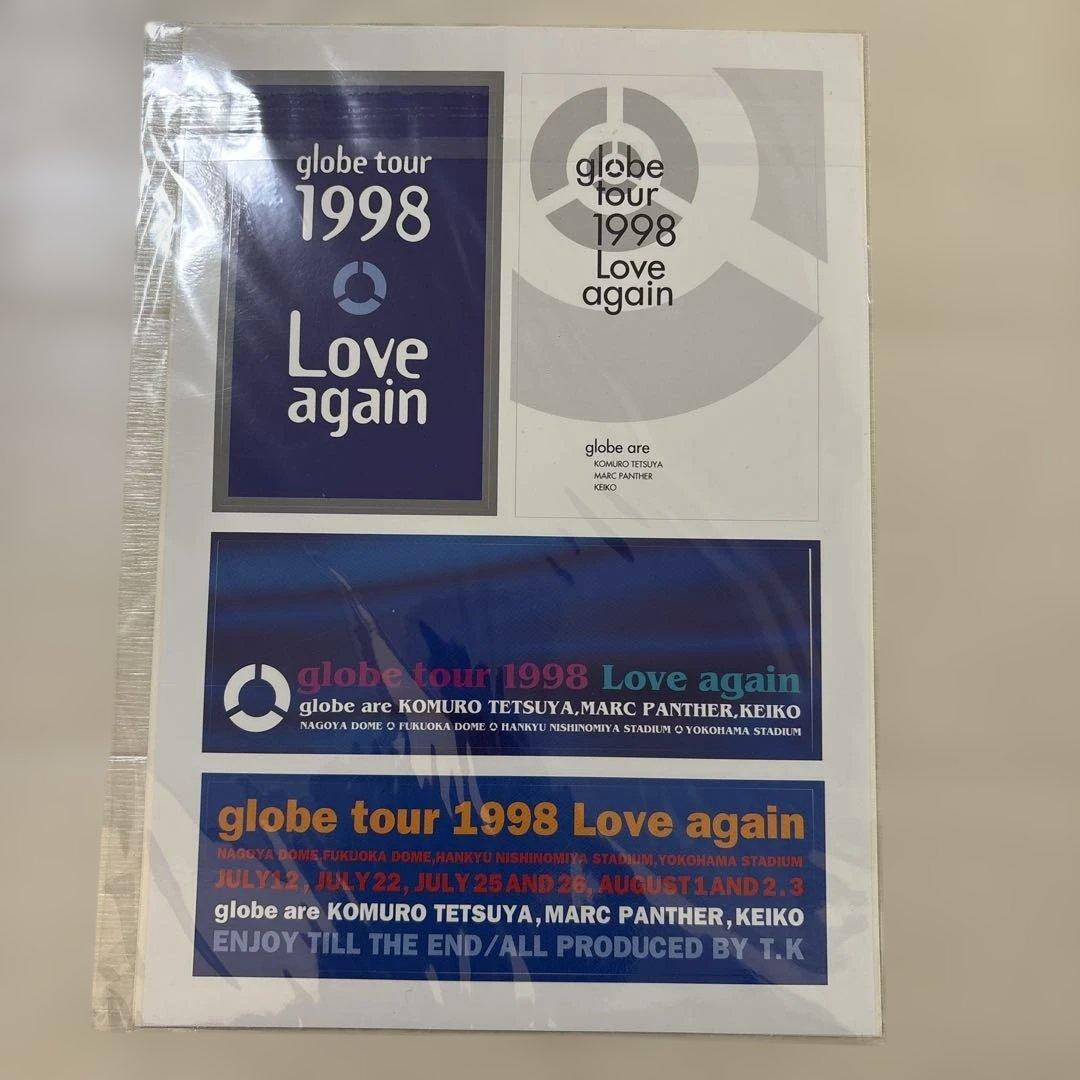 globe tour
1998
Love
again
globe
tour
1998
Love
again
globe are
KOMURO TETSUYA
MARC PANTHER
KEIKO
globe tour 1998 Love again
globe are KOMURO TETSUYA,MARC PANTHER,KEIKO
NAGOYA DOME FUKUOKA DOME HANKYU NISHINOMIYA STADIUM YOKOHAMA STADIUM
globe tour 1998 Love again
NAGOYA DOME,FUKUOKA DOME,HANKYU NISHINOMIYA STADIUM,YOKOHAMA STADIUM
JULY12, JULY22, JULY 25 AND 26, AUGUST 1 AND 2.3
globe are KOMURO TETSUYA, MARC PANTHER, KEIKO
ENJOY TILL THE END/ALL PRODUCED BY T.K